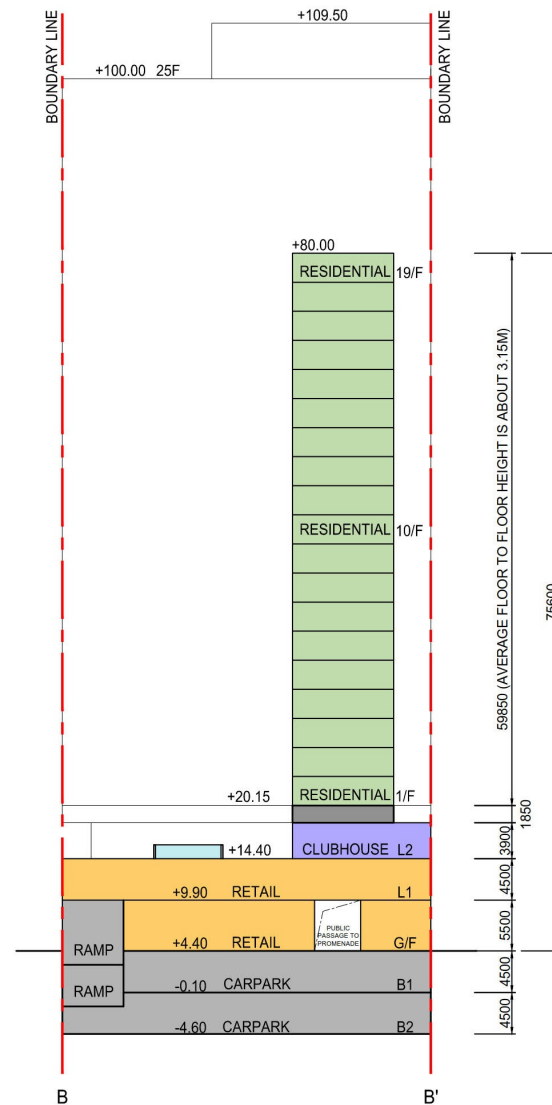 +109.50
BOUNDARY LINE
BOUNDARY LINE
+100.00 25F
+80.00
RESIDENTIAL 19/F
59850 (AVERAGE FLOOR TO FLOOR HEIGHT IS ABOUT 3.15M)
75600
RESIDENTIAL 10/F
RESIDENTIAL 1/F
+20.15
1850
3900
+14.40 CLUBHOUSE L2
4500
+9.90 RETAIL L1
5500
PUBLIC
PASSAGE TO
PROMENADE
RAMP +4.40 RETAIL G/F
4500
RAMP -0.10 CARPARK B1
4500
-4.60 CARPARK B2
B B'